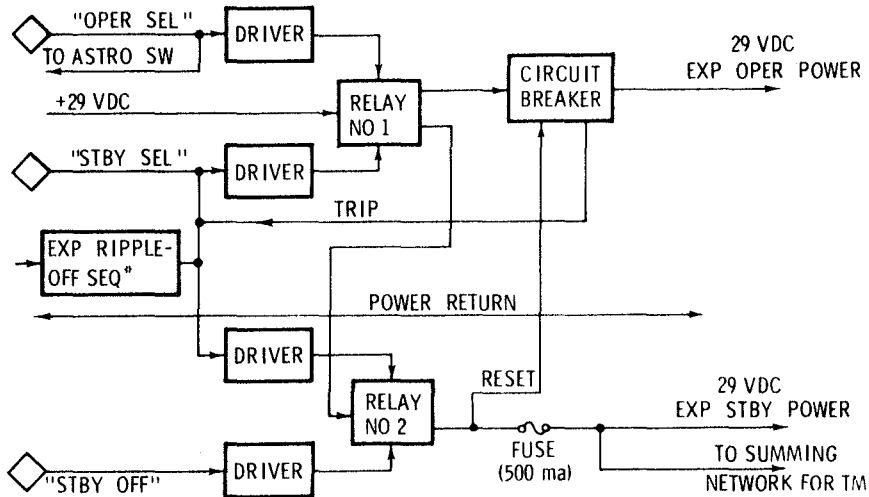 "OPER SEL"
DRIVER
TO ASTRO SW
29 VDC
EXP OPER POWER
CIRCUIT
BREAKER
+29 VDC
RELAY
NO 1
"STBY SEL"
DRIVER
TRIP
EXP RIPPLE-
OFF SEQ*
POWER RETURN
DRIVER
RESET
RELAY
NO 2
29 VDC
EXP STBY POWER
FUSE
(500 ma)
"STBY OFF"
DRIVER
TO SUMMING
NETWORK FOR TM